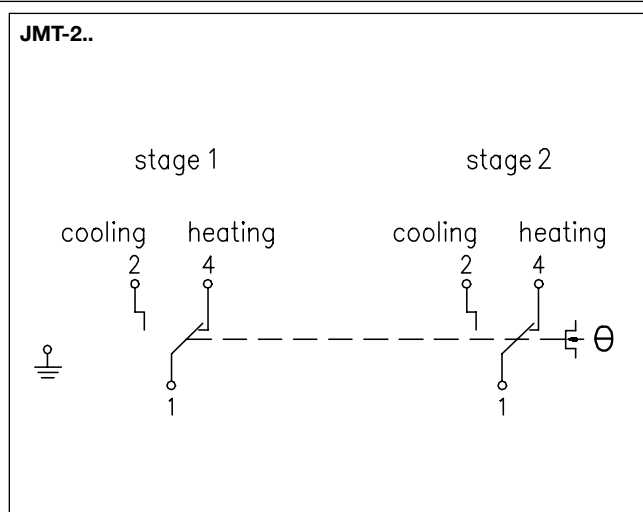 JMT-2..
stage 1 stage 2
cooling heating cooling heating
2 4 2 4
θ
1 1